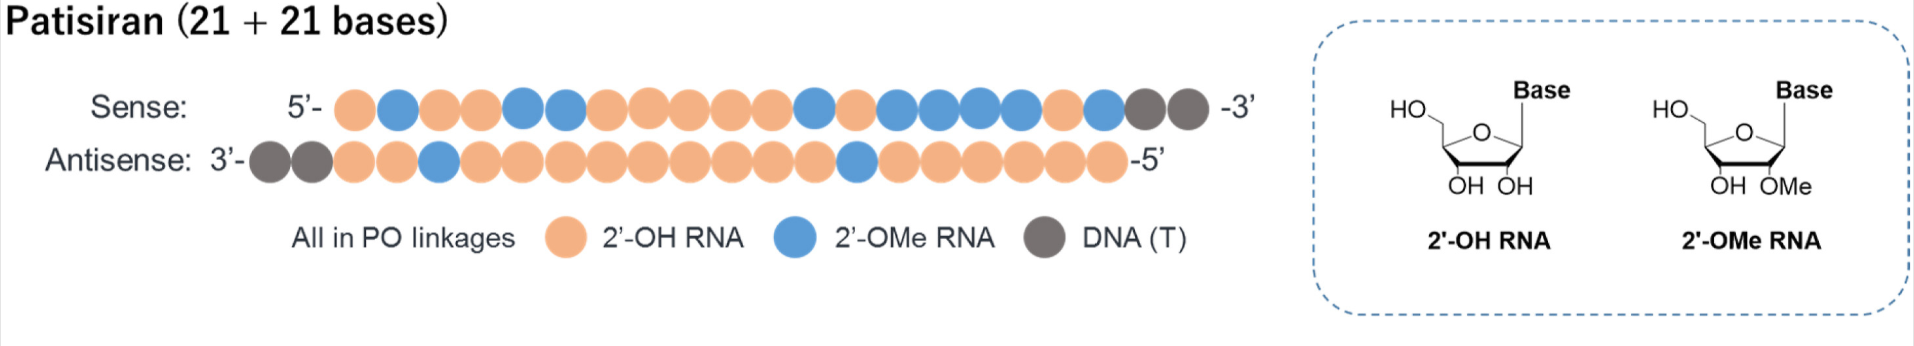 Patisiran (21 + 21 bases)
Sense: 5’- -3’
Antisense: 3’- -5’
All in PO linkages 2’-OH RNA 2’-OMe RNA DNA (T)
HO Base
O
OH OH
2'-OH RNA
HO Base
O
OH OMe
2'-OMe RNA